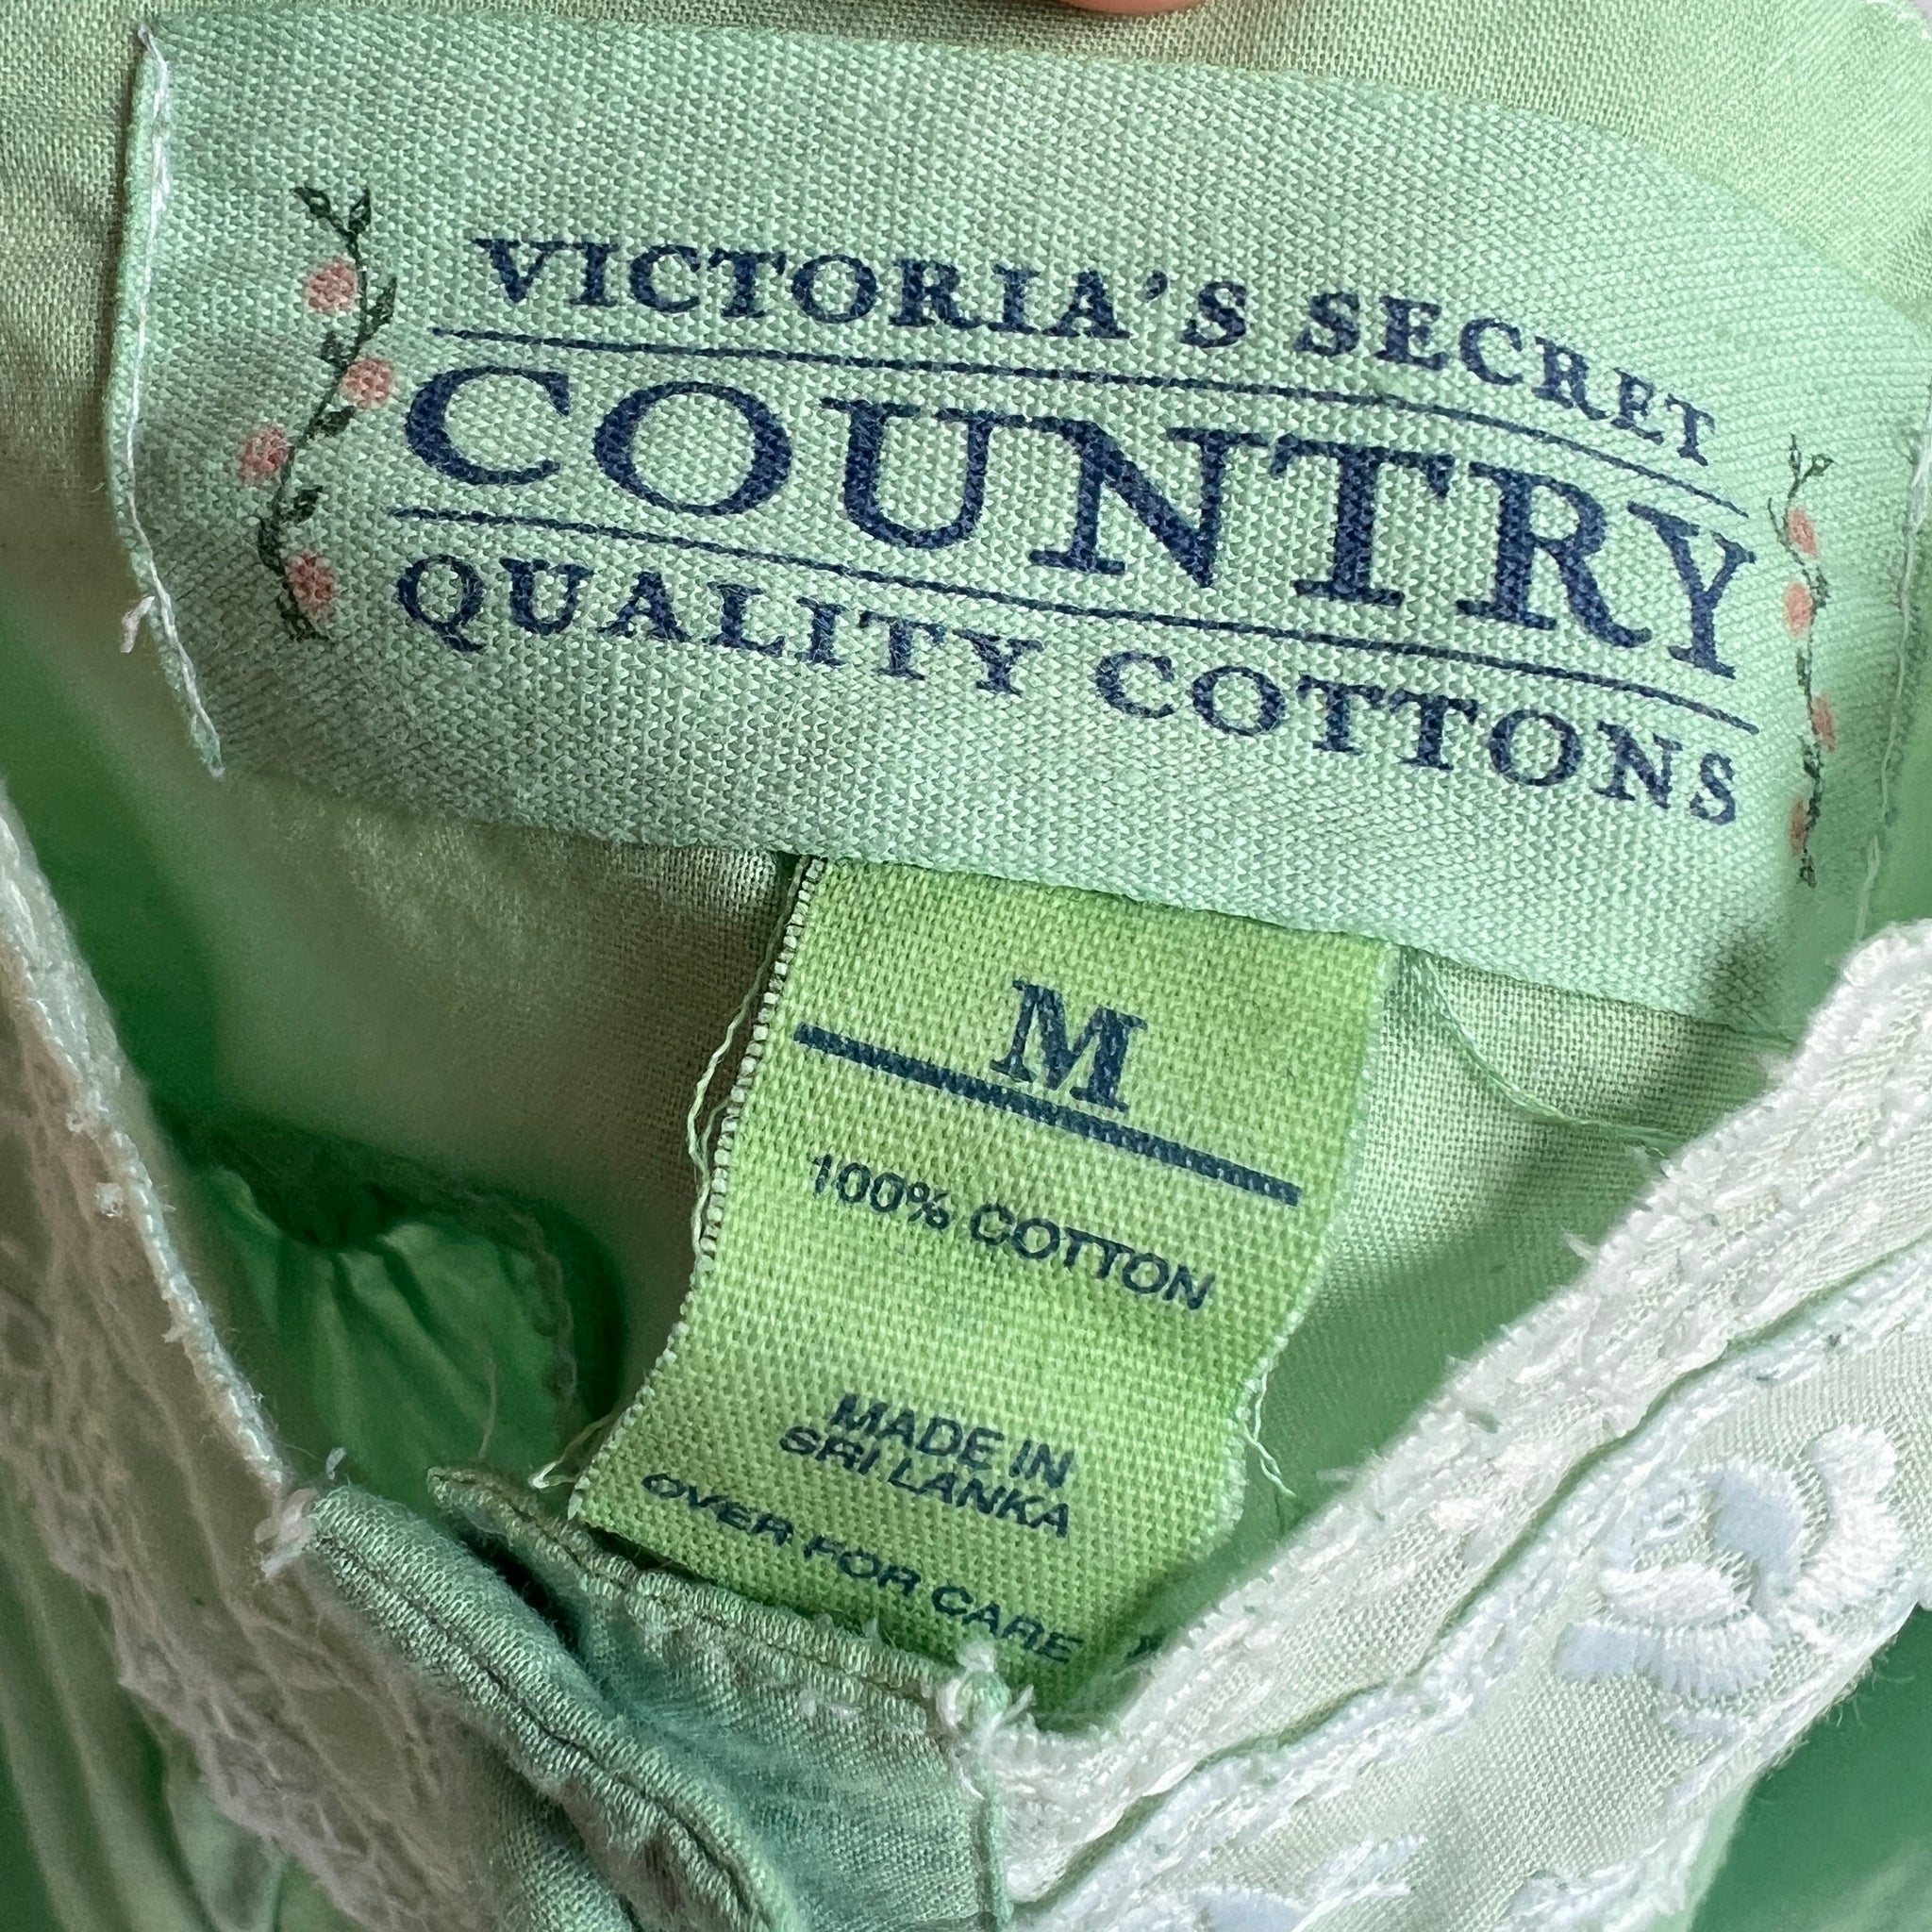 VICTORIA'S SECRET
COUNTRY
QUALITY COTTONS
M
100% COTTON
MADE IN
SRI LANKA
OVER FOR CARE